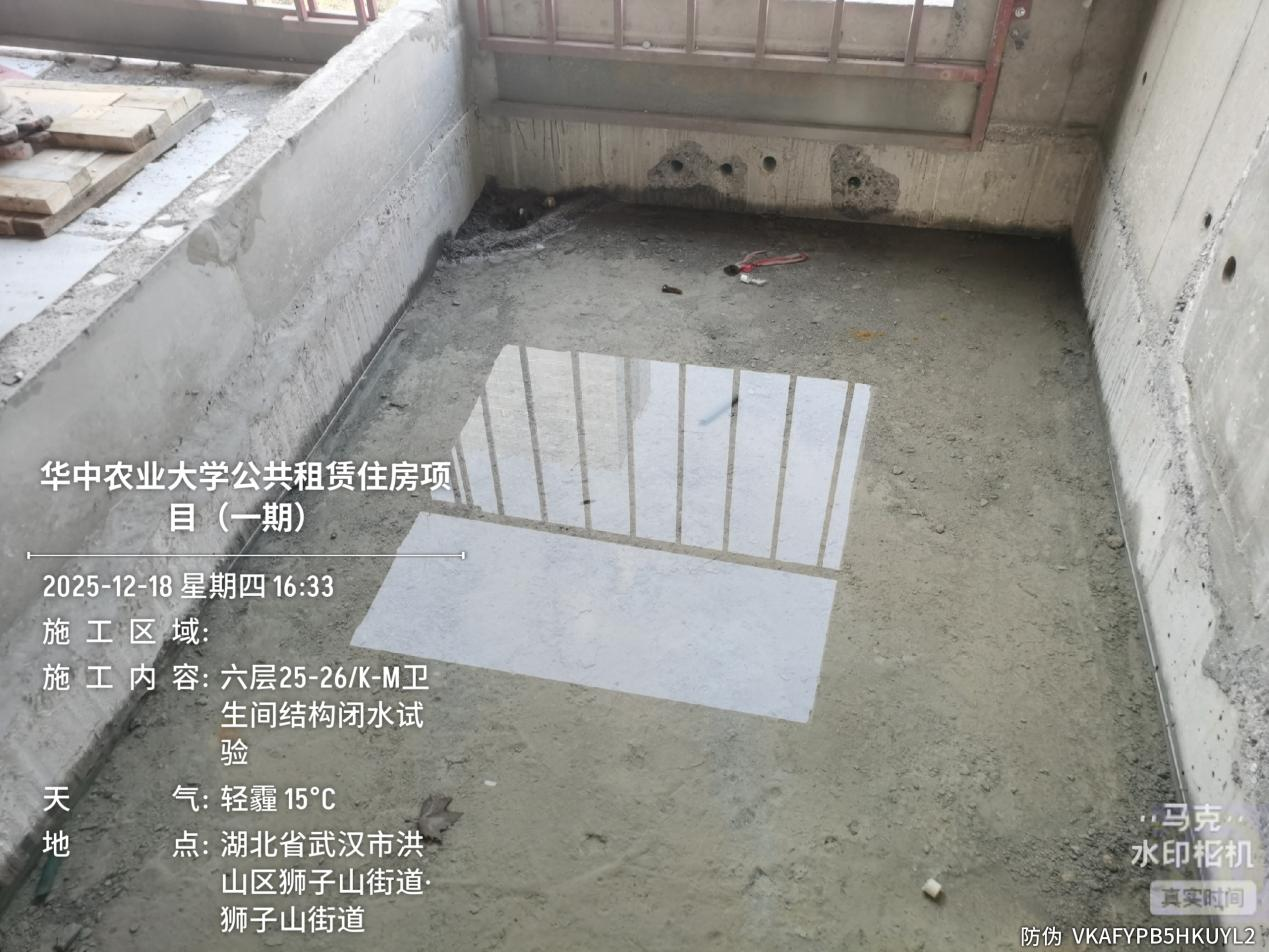 华中农业大学公共租赁住房项
目（一期）
2025-12-18 星期四 16:33
施工区域:
施工内容: 六层25-26/K-M卫
生间结构闭水试
验
天气: 轻霾 15°C
地点: 湖北省武汉市洪
山区狮子山街道·
狮子山街道
马克
水印相机
真实时间
防伪 VKAFYPB5HKUYL2